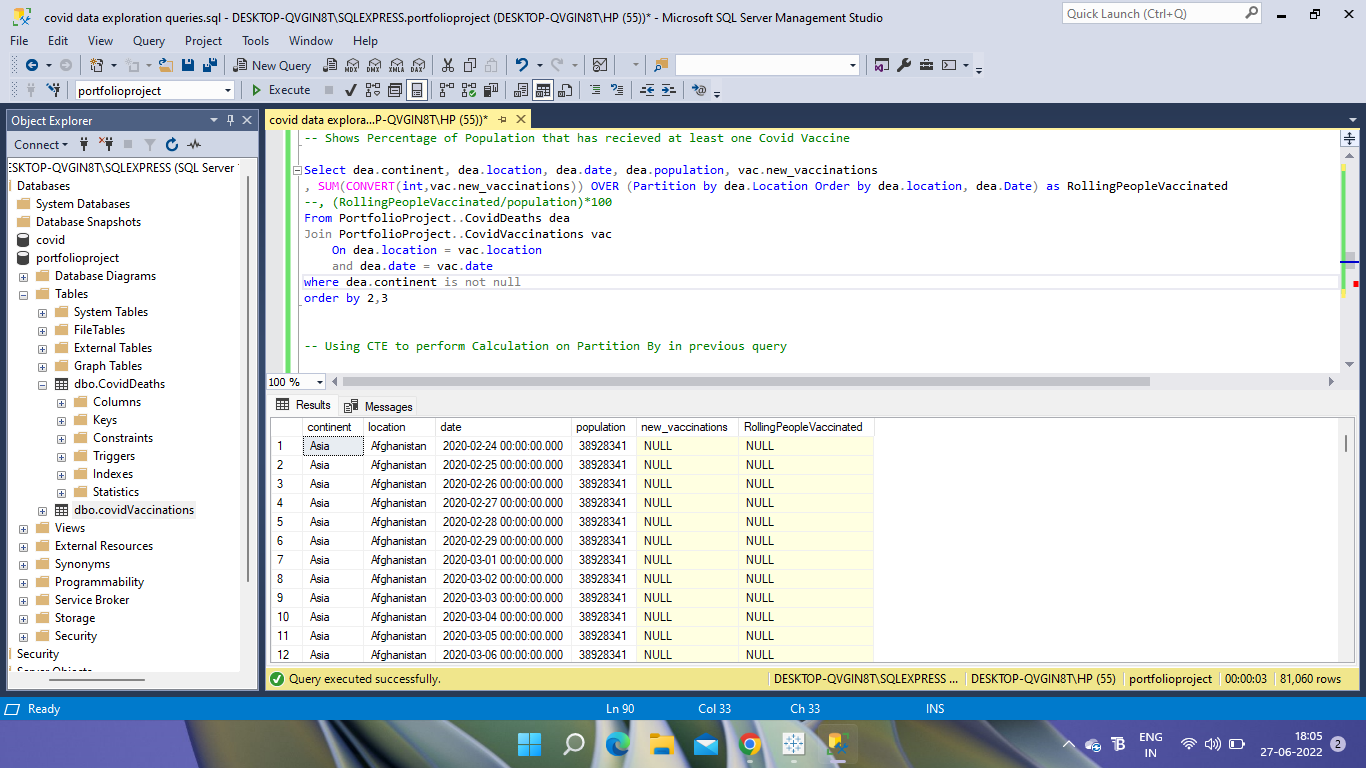 covid data exploration queries.sql - DESKTOP-QVGIN8T\SQLEXPRESS.portfolioproject (DESKTOP-QVGIN8T\HP (55))* - Microsoft SQL Server Management Studio
Quick Launch (Ctrl+Q)
File Edit View Query Project Tools Window Help
New Query MDX DMX XMLA DAX
portfolioproject Execute
Object Explorer
Connect
ESKTOP-QVGIN8T\SQLEXPRESS (SQL Server
Databases
System Databases
Database Snapshots
covid
portfolioproject
Database Diagrams
Tables
System Tables
FileTables
External Tables
Graph Tables
dbo.CovidDeaths
Columns
Keys
Constraints
Triggers
Indexes
Statistics
dbo.covidVaccinations
Views
External Resources
Synonyms
Programmability
Service Broker
Storage
Security
Security
Server Objects
covid data explora...P-QVGIN8T\HP (55))*
-- Shows Percentage of Population that has recieved at least one Covid Vaccine
Select dea.continent, dea.location, dea.date, dea.population, vac.new_vaccinations
, SUM(CONVERT(int,vac.new_vaccinations)) OVER (Partition by dea.Location Order by dea.location, dea.Date) as RollingPeopleVaccinated
--, (RollingPeopleVaccinated/population)*100
From PortfolioProject..CovidDeaths dea
Join PortfolioProject..CovidVaccinations vac
On dea.location = vac.location
and dea.date = vac.date
where dea.continent is not null
order by 2,3
-- Using CTE to perform Calculation on Partition By in previous query
100 %
Results Messages
continent location date population new_vaccinations RollingPeopleVaccinated
1 Asia Afghanistan 2020-02-24 00:00:00.000 38928341 NULL NULL
2 Asia Afghanistan 2020-02-25 00:00:00.000 38928341 NULL NULL
3 Asia Afghanistan 2020-02-26 00:00:00.000 38928341 NULL NULL
4 Asia Afghanistan 2020-02-27 00:00:00.000 38928341 NULL NULL
5 Asia Afghanistan 2020-02-28 00:00:00.000 38928341 NULL NULL
6 Asia Afghanistan 2020-02-29 00:00:00.000 38928341 NULL NULL
7 Asia Afghanistan 2020-03-01 00:00:00.000 38928341 NULL NULL
8 Asia Afghanistan 2020-03-02 00:00:00.000 38928341 NULL NULL
9 Asia Afghanistan 2020-03-03 00:00:00.000 38928341 NULL NULL
10 Asia Afghanistan 2020-03-04 00:00:00.000 38928341 NULL NULL
11 Asia Afghanistan 2020-03-05 00:00:00.000 38928341 NULL NULL
12 Asia Afghanistan 2020-03-06 00:00:00.000 38928341 NULL NULL
Query executed successfully. DESKTOP-QVGIN8T\SQLEXPRESS ... DESKTOP-QVGIN8T\HP (55) portfolioproject 00:00:03 81,060 rows
Ready Ln 90 Col 33 Ch 33 INS
ENG
IN
18:05
27-06-2022
2